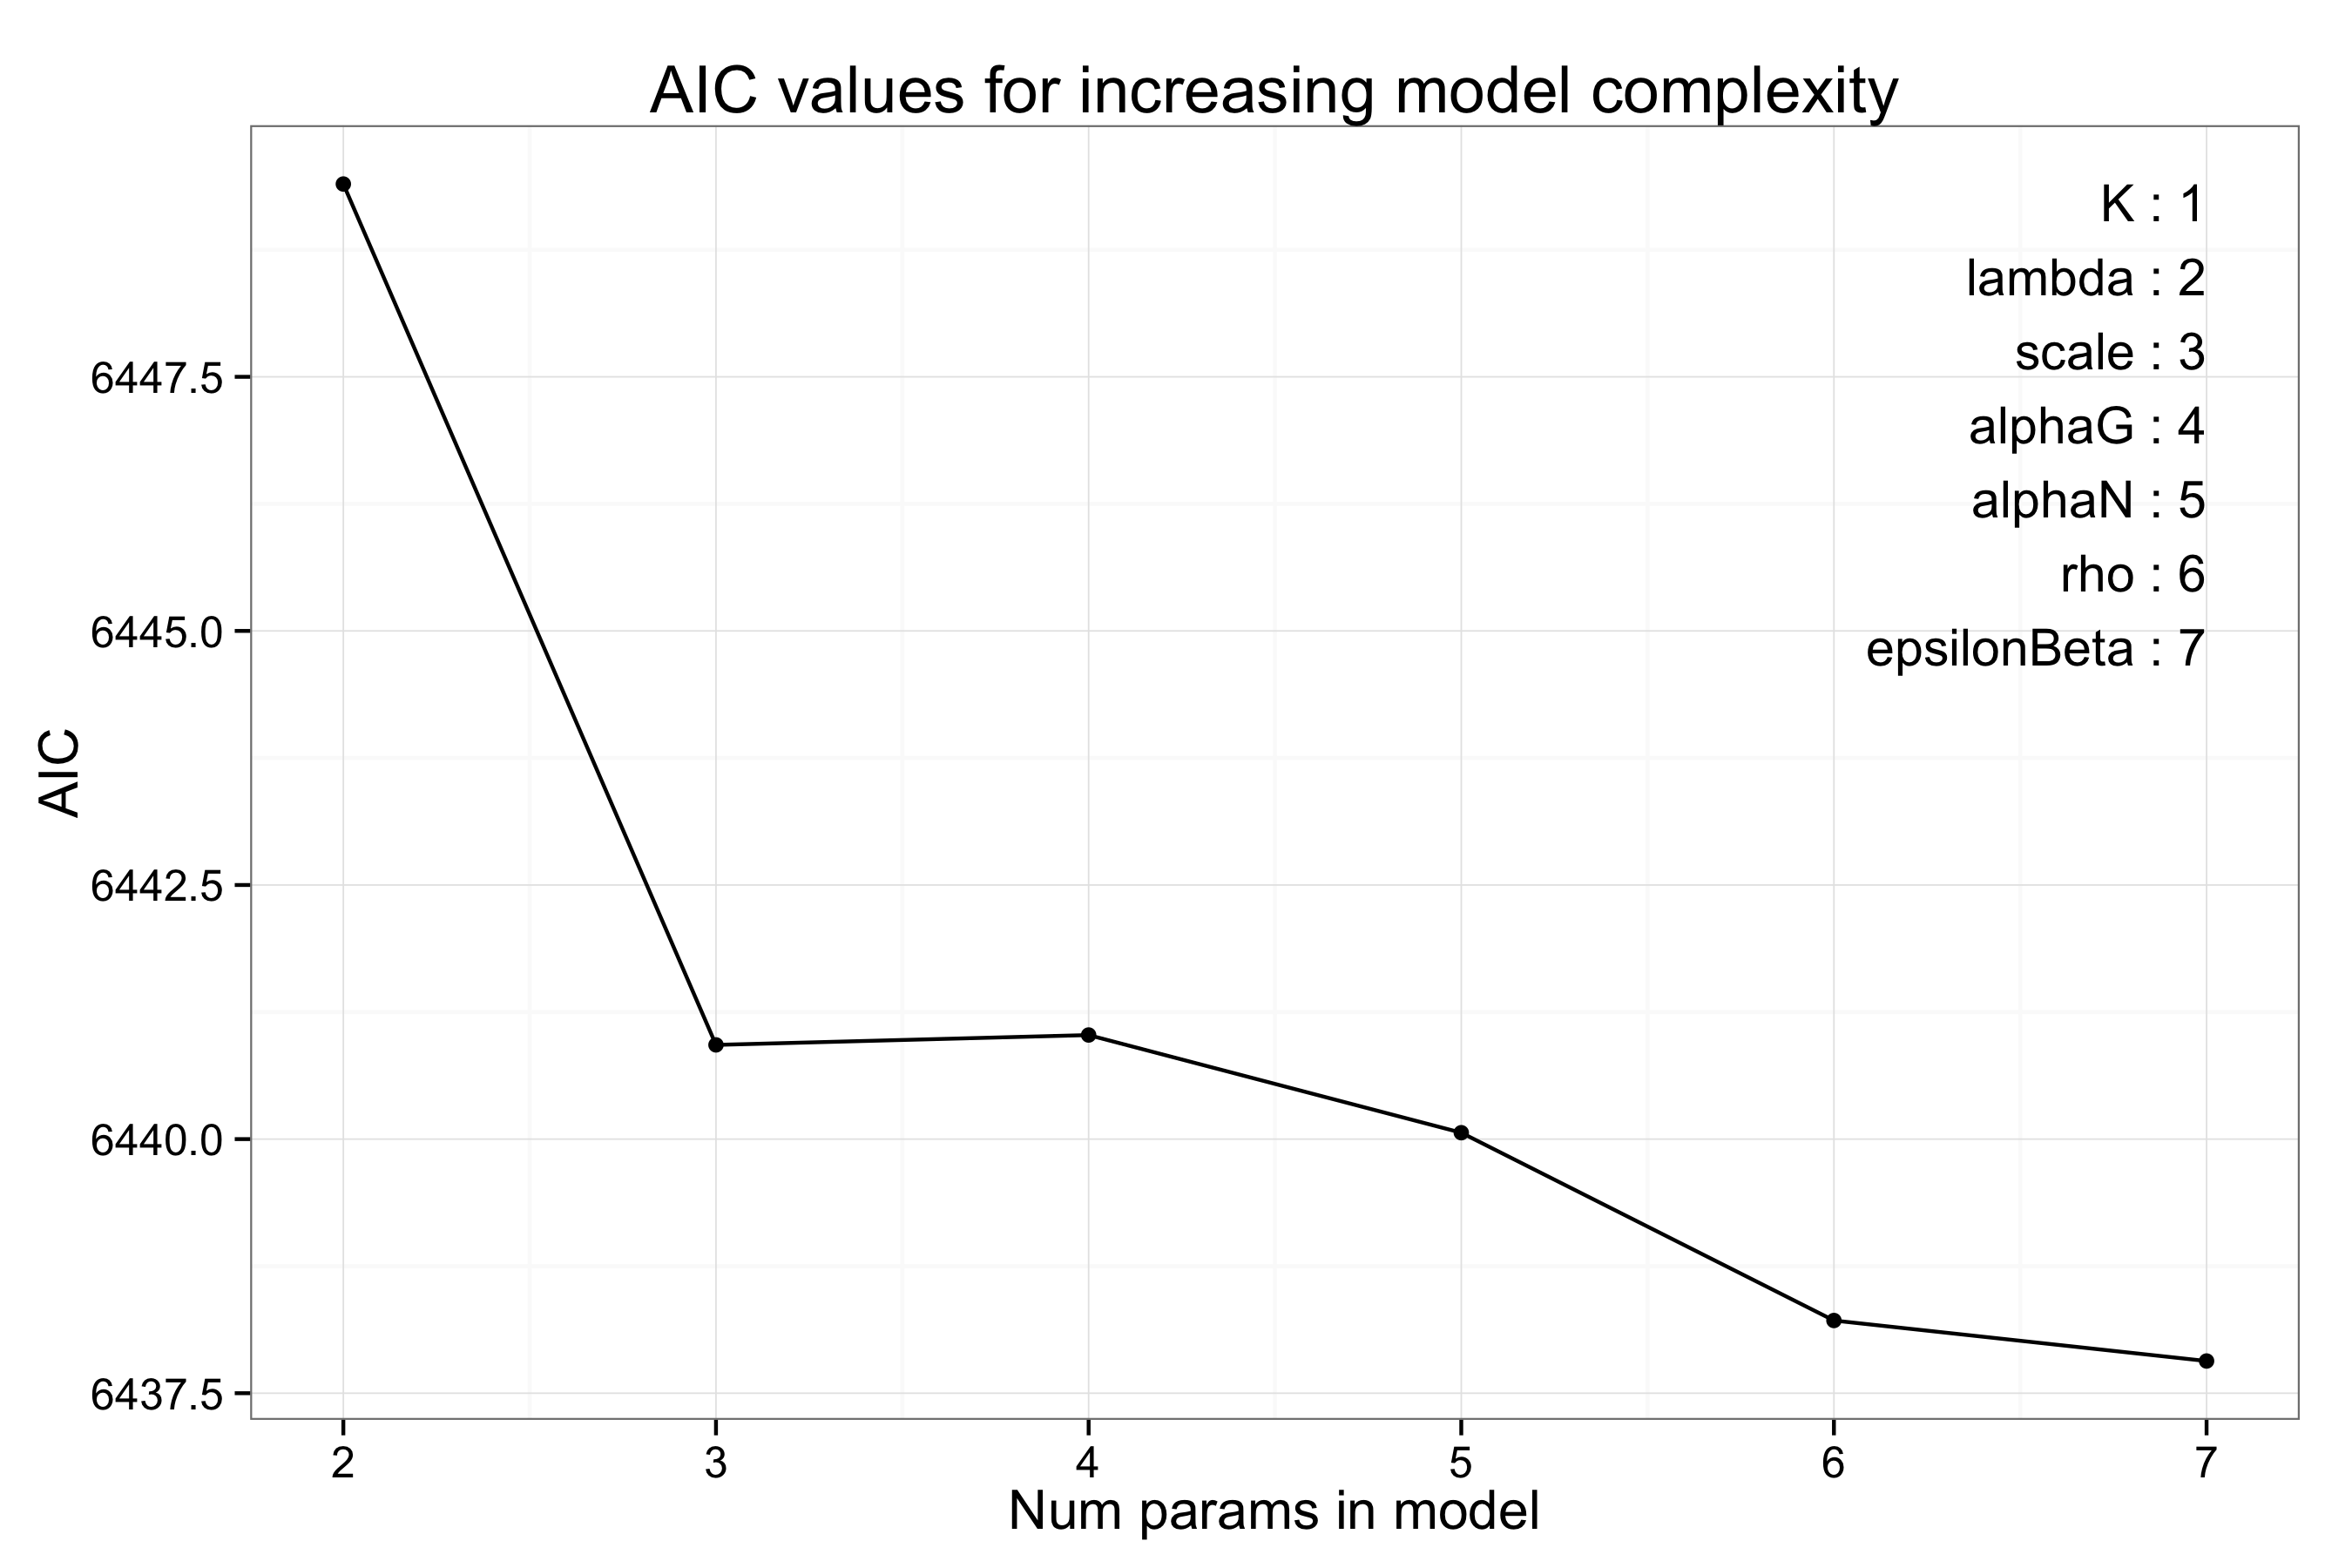 AIC values for increasing model complexity
K : 1
lambda : 2
scale : 3
alphaG : 4
alphaN : 5
rho : 6
epsilonBeta : 7
AIC
6447.5
6445.0
6442.5
6440.0
6437.5
2 3 4 5 6 7
Num params in model